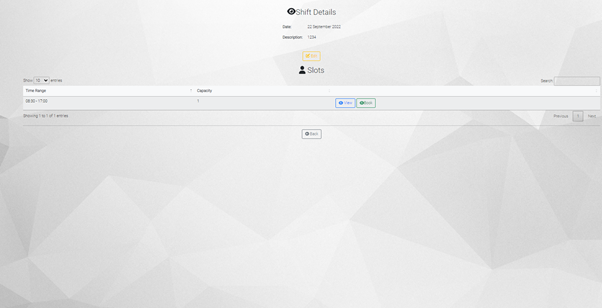 Shift Details
Date: 22 September 2022
Description: 1234
Edit
Slots
Show 10 entries
Search:
Time Range Capacity
08:30 - 17:00 1 View Book
Showing 1 to 1 of 1 entries
Previous 1 Next
Back